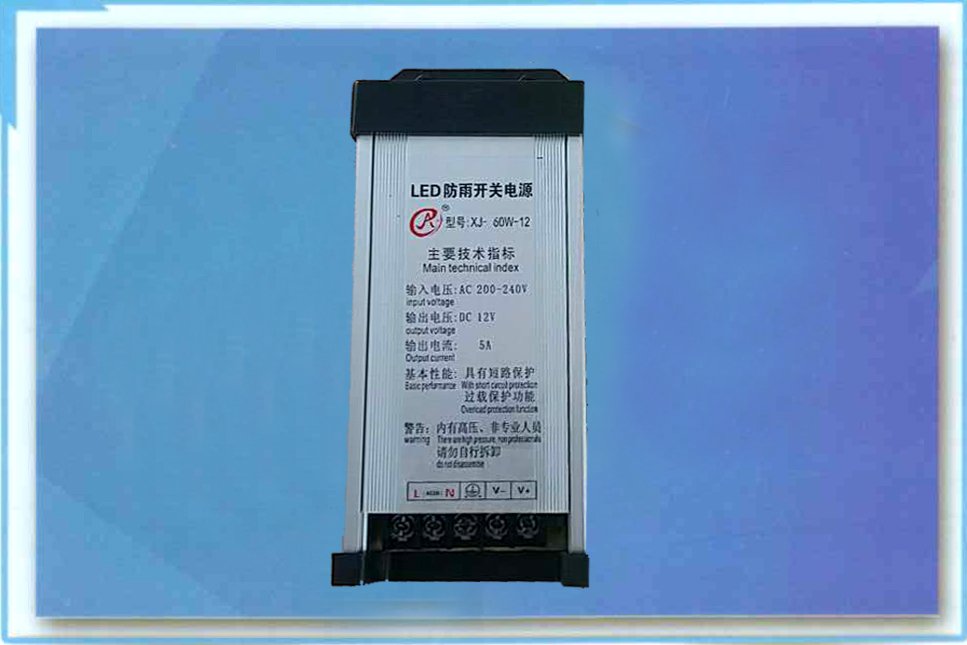 LED防雨开关电源
®
型号:XJ- 60W-12
主要技术指标
Main technical index
输入电压:AC 200-240V
input voltage
输出电压:DC 12V
output voltage
输出电流: 5A
Output current
基本性能: 具有短路保护
Basic performance With short circuit protection
过载保护功能
Overload protection function
警告: 内有高压、非专业人员
warning There are high pressure, non professionals
请勿自行拆卸
do not disassemble
L AC220 N V- V+